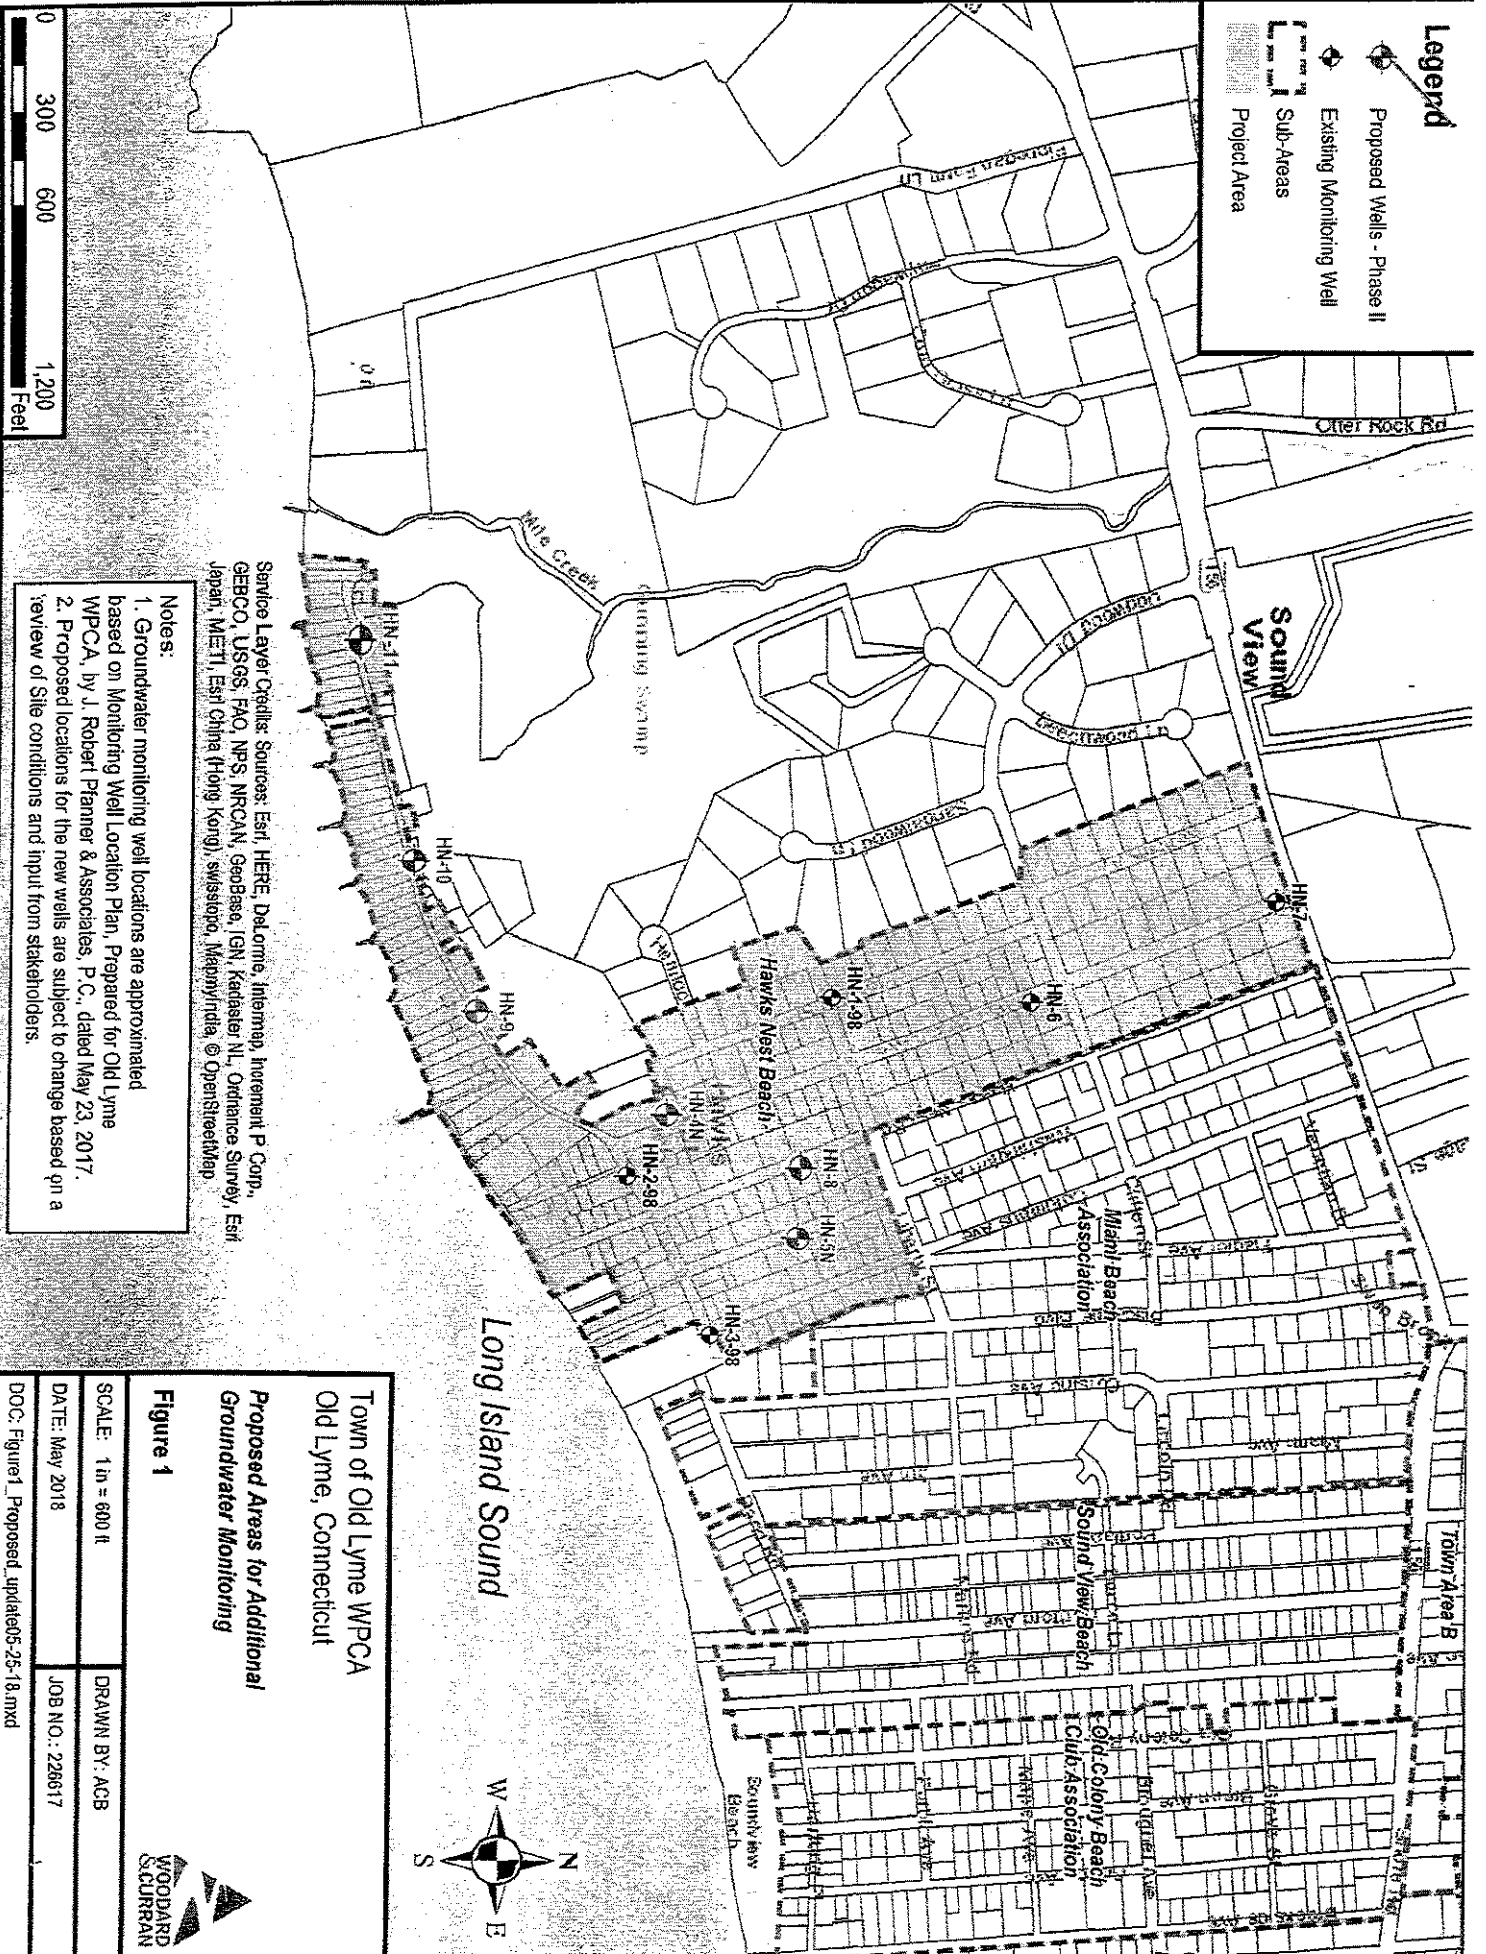 Legend
Proposed Wells - Phase II
Existing Monitoring Well
Sub-Areas
Project Area
Otter Rock Rd
156
Sound
View
Dogwood Dr
Mile Creek
HN-7
HN-6
HN-1-98
Hawks Nest Beach
HN-11
HN-10
HN-9
HN-4N
HN-2-98
HN-8
HN-5N
HN-3-98
Miami Beach
Association
Sound View Beach
Old Colony Beach
Club Association
Town Area B
Soundview
Beach
Long Island Sound
Service Layer Credits: Sources: Esri, HERE, DeLorme, Intermap, increment P Corp.,
GEBCO, USGS, FAO, NPS, NRCAN, GeoBase, IGN, Kadaster NL, Ordnance Survey, Esri
Japan, METI, Esri China (Hong Kong), swisstopo, MapmyIndia, © OpenStreetMap
Notes:
1. Groundwater monitoring well locations are approximated
based on Monitoring Well Location Plan, Prepared for Old Lyme
WPCA, by J. Robert Pfanner & Associates, P.C., dated May 23, 2017.
2. Proposed locations for the new wells are subject to change based on a
review of Site conditions and input from stakeholders.
0 300 600 1,200
Feet
N
W E
S
Town of Old Lyme WPCA
Old Lyme, Connecticut
Proposed Areas for Additional
Groundwater Monitoring
Figure 1
WOODARD
&CURRAN
SCALE: 1 in = 600 ft
DRAWN BY: ACB
DATE: May 2018
JOB NO.: 226617
DOC: Figure1_Proposed_update05-25-18.mxd